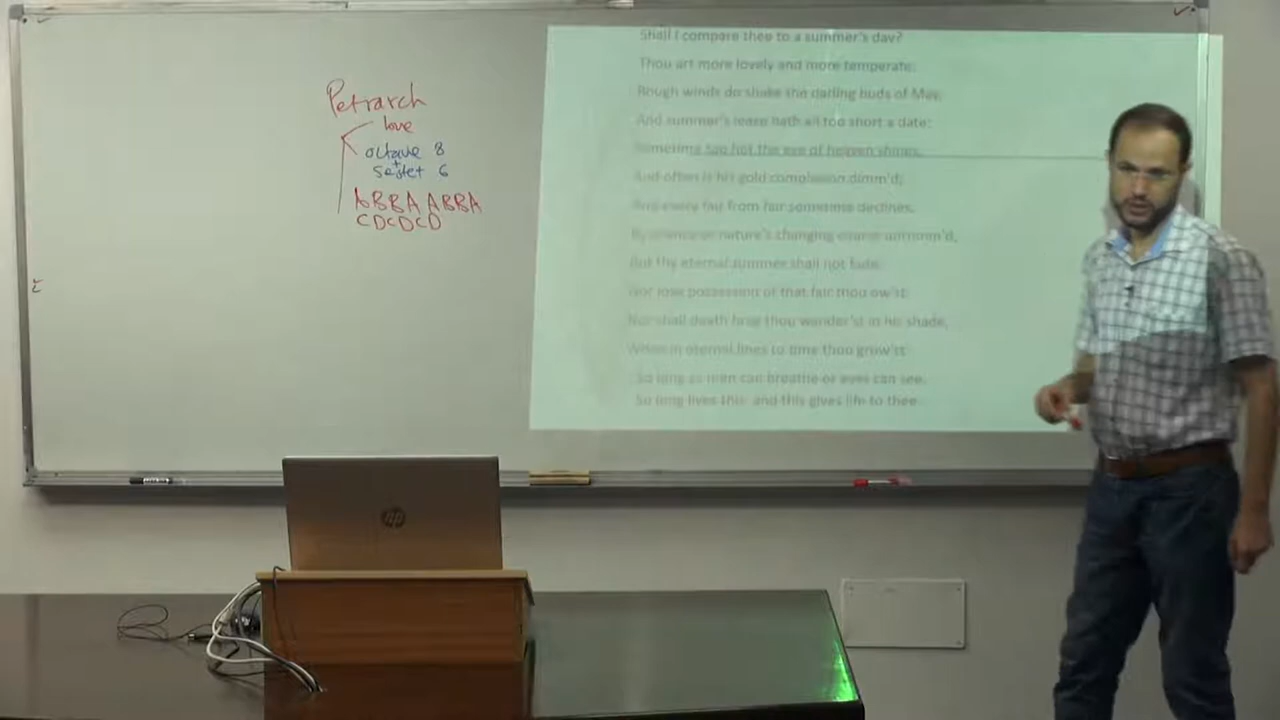 Petrarch
love
octave 8
+
sestet 6
ABBA ABBA
CDCDCD
Shall I compare thee to a summer's day?
Thou art more lovely and more temperate:
Rough winds do shake the darling buds of May,
And summer's lease hath all too short a date:
Sometime too hot the eye of heaven shines,
And often is his gold complexion dimm'd;
And every fair from fair sometime declines,
By chance or nature's changing course untrimm'd,
But thy eternal summer shall not fade
Nor lose possession of that fair thou ow'st
Nor shall death brag thou wander'st in his shade,
When in eternal lines to time thou grow'st
So long as men can breathe or eyes can see,
So long lives this and this gives life to thee
hp